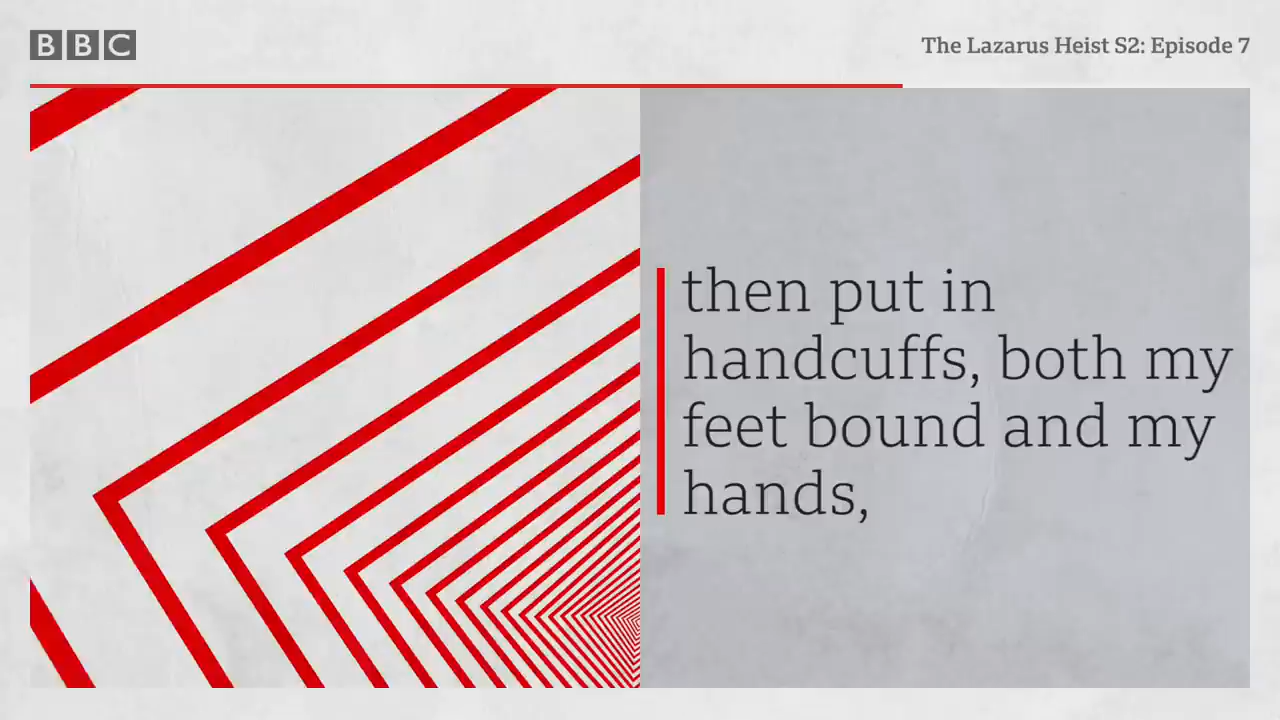 BBC
The Lazarus Heist S2: Episode 7
then put in
handcuffs, both my
feet bound and my
hands,